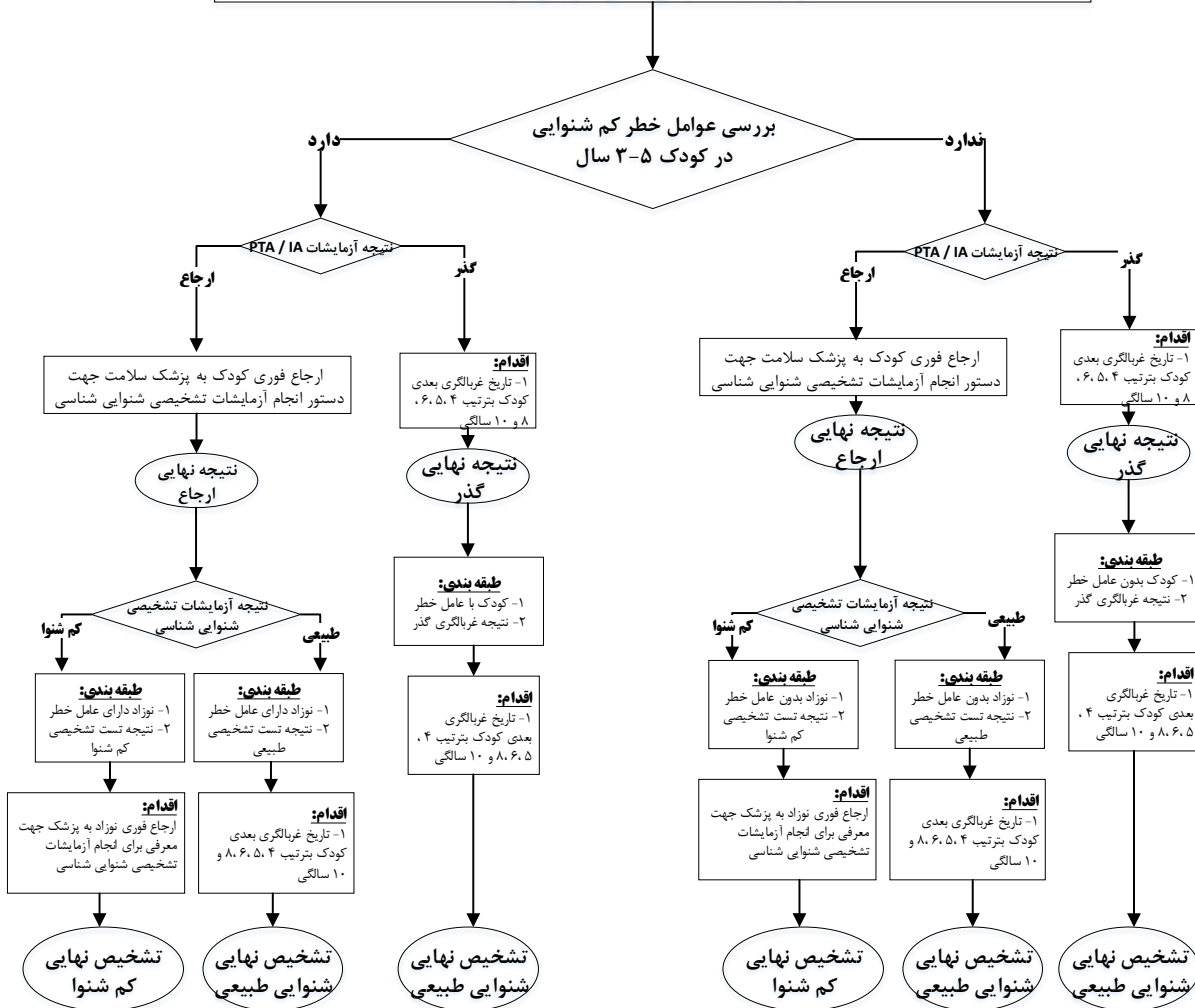 بررسی عوامل خطر کم شنوایی
در کودک ۵-۳ سال
دارد
ندارد
نتیجه آزمایشات PTA / IA
ارجاع
گذر
نتیجه آزمایشات PTA / IA
ارجاع
گذر
ارجاع فوری کودک به پزشک سلامت جهت
دستور انجام آزمایشات تشخیصی شنوایی شناسی
اقدام:
۱- تاریخ غربالگری بعدی
کودک بترتیب ۴ ،۵ ،۶ ،
۸ و ۱۰ سالگی
ارجاع فوری کودک به پزشک سلامت جهت
دستور انجام آزمایشات تشخیصی شنوایی شناسی
اقدام:
۱- تاریخ غربالگری بعدی
کودک بترتیب ۴ ،۵ ،۶ ،
۸ و ۱۰ سالگی
نتیجه نهایی
ارجاع
نتیجه نهایی
گذر
نتیجه نهایی
ارجاع
نتیجه نهایی
گذر
نتیجه آزمایشات تشخیصی
شنوایی شناسی
کم شنوا
طبیعی
طبقه بندی:
۱- کودک با عامل خطر
۲- نتیجه غربالگری گذر
نتیجه آزمایشات تشخیصی
شنوایی شناسی
کم شنوا
طبیعی
طبقه بندی:
۱- کودک بدون عامل خطر
۲- نتیجه غربالگری گذر
طبقه بندی:
۱- نوزاد دارای عامل خطر
۲- نتیجه تست تشخیصی
کم شنوا
طبقه بندی:
۱- نوزاد دارای عامل خطر
۲- نتیجه تست تشخیصی
طبیعی
اقدام:
۱- تاریخ غربالگری
بعدی کودک بترتیب ۴ ،
۵ ،۶ ،۸ و ۱۰ سالگی
طبقه بندی:
۱- نوزاد بدون عامل خطر
۲- نتیجه تست تشخیصی
کم شنوا
طبقه بندی:
۱- نوزاد بدون عامل خطر
۲- نتیجه تست تشخیصی
طبیعی
اقدام:
۱- تاریخ غربالگری
بعدی کودک بترتیب ۴ ،
۵ ،۶ ،۸ و ۱۰ سالگی
اقدام:
ارجاع فوری نوزاد به پزشک جهت
معرفی برای انجام آزمایشات
تشخیصی شنوایی شناسی
اقدام:
۱- تاریخ غربالگری بعدی
کودک بترتیب ۴ ،۵ ،۶ ،۸ و
۱۰ سالگی
اقدام:
ارجاع فوری نوزاد به پزشک جهت
معرفی برای انجام آزمایشات
تشخیصی شنوایی شناسی
اقدام:
۱- تاریخ غربالگری بعدی
کودک بترتیب ۴ ،۵ ،۶ ،۸ و
۱۰ سالگی
تشخیص نهایی
کم شنوا
تشخیص نهایی
شنوایی طبیعی
تشخیص نهایی
شنوایی طبیعی
تشخیص نهایی
کم شنوا
تشخیص نهایی
شنوایی طبیعی
تشخیص نهایی
شنوایی طبیعی